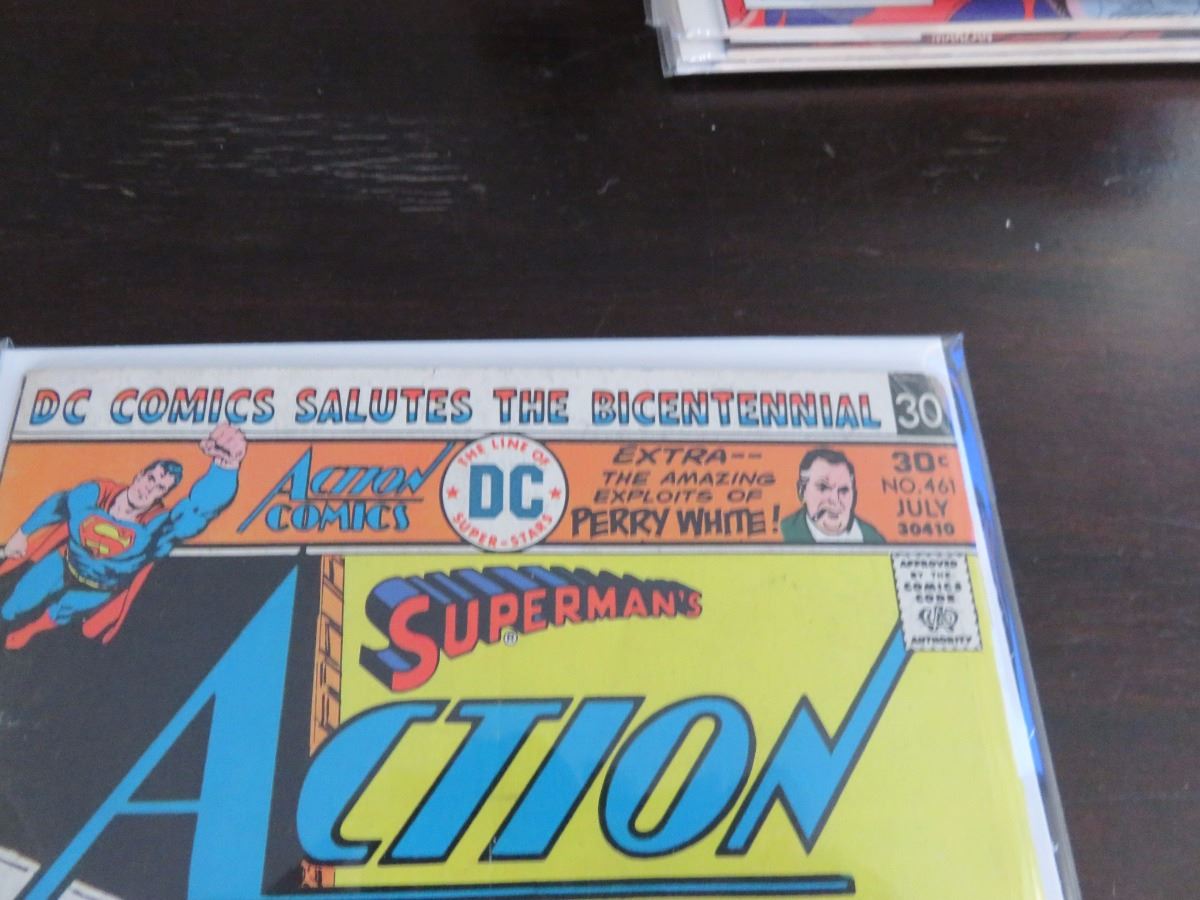 DC COMICS SALUTES THE BICENTENNIAL 30
ACTION
COMICS
THE LINE OF
DC
SUPER-STARS
EXTRA--
THE AMAZING
EXPLOITS OF
PERRY WHITE!
30¢
NO. 461
JULY
30410
APPROVED
BY THE
COMICS
CODE
AUTHORITY
SUPERMAN'S
®
ACTION